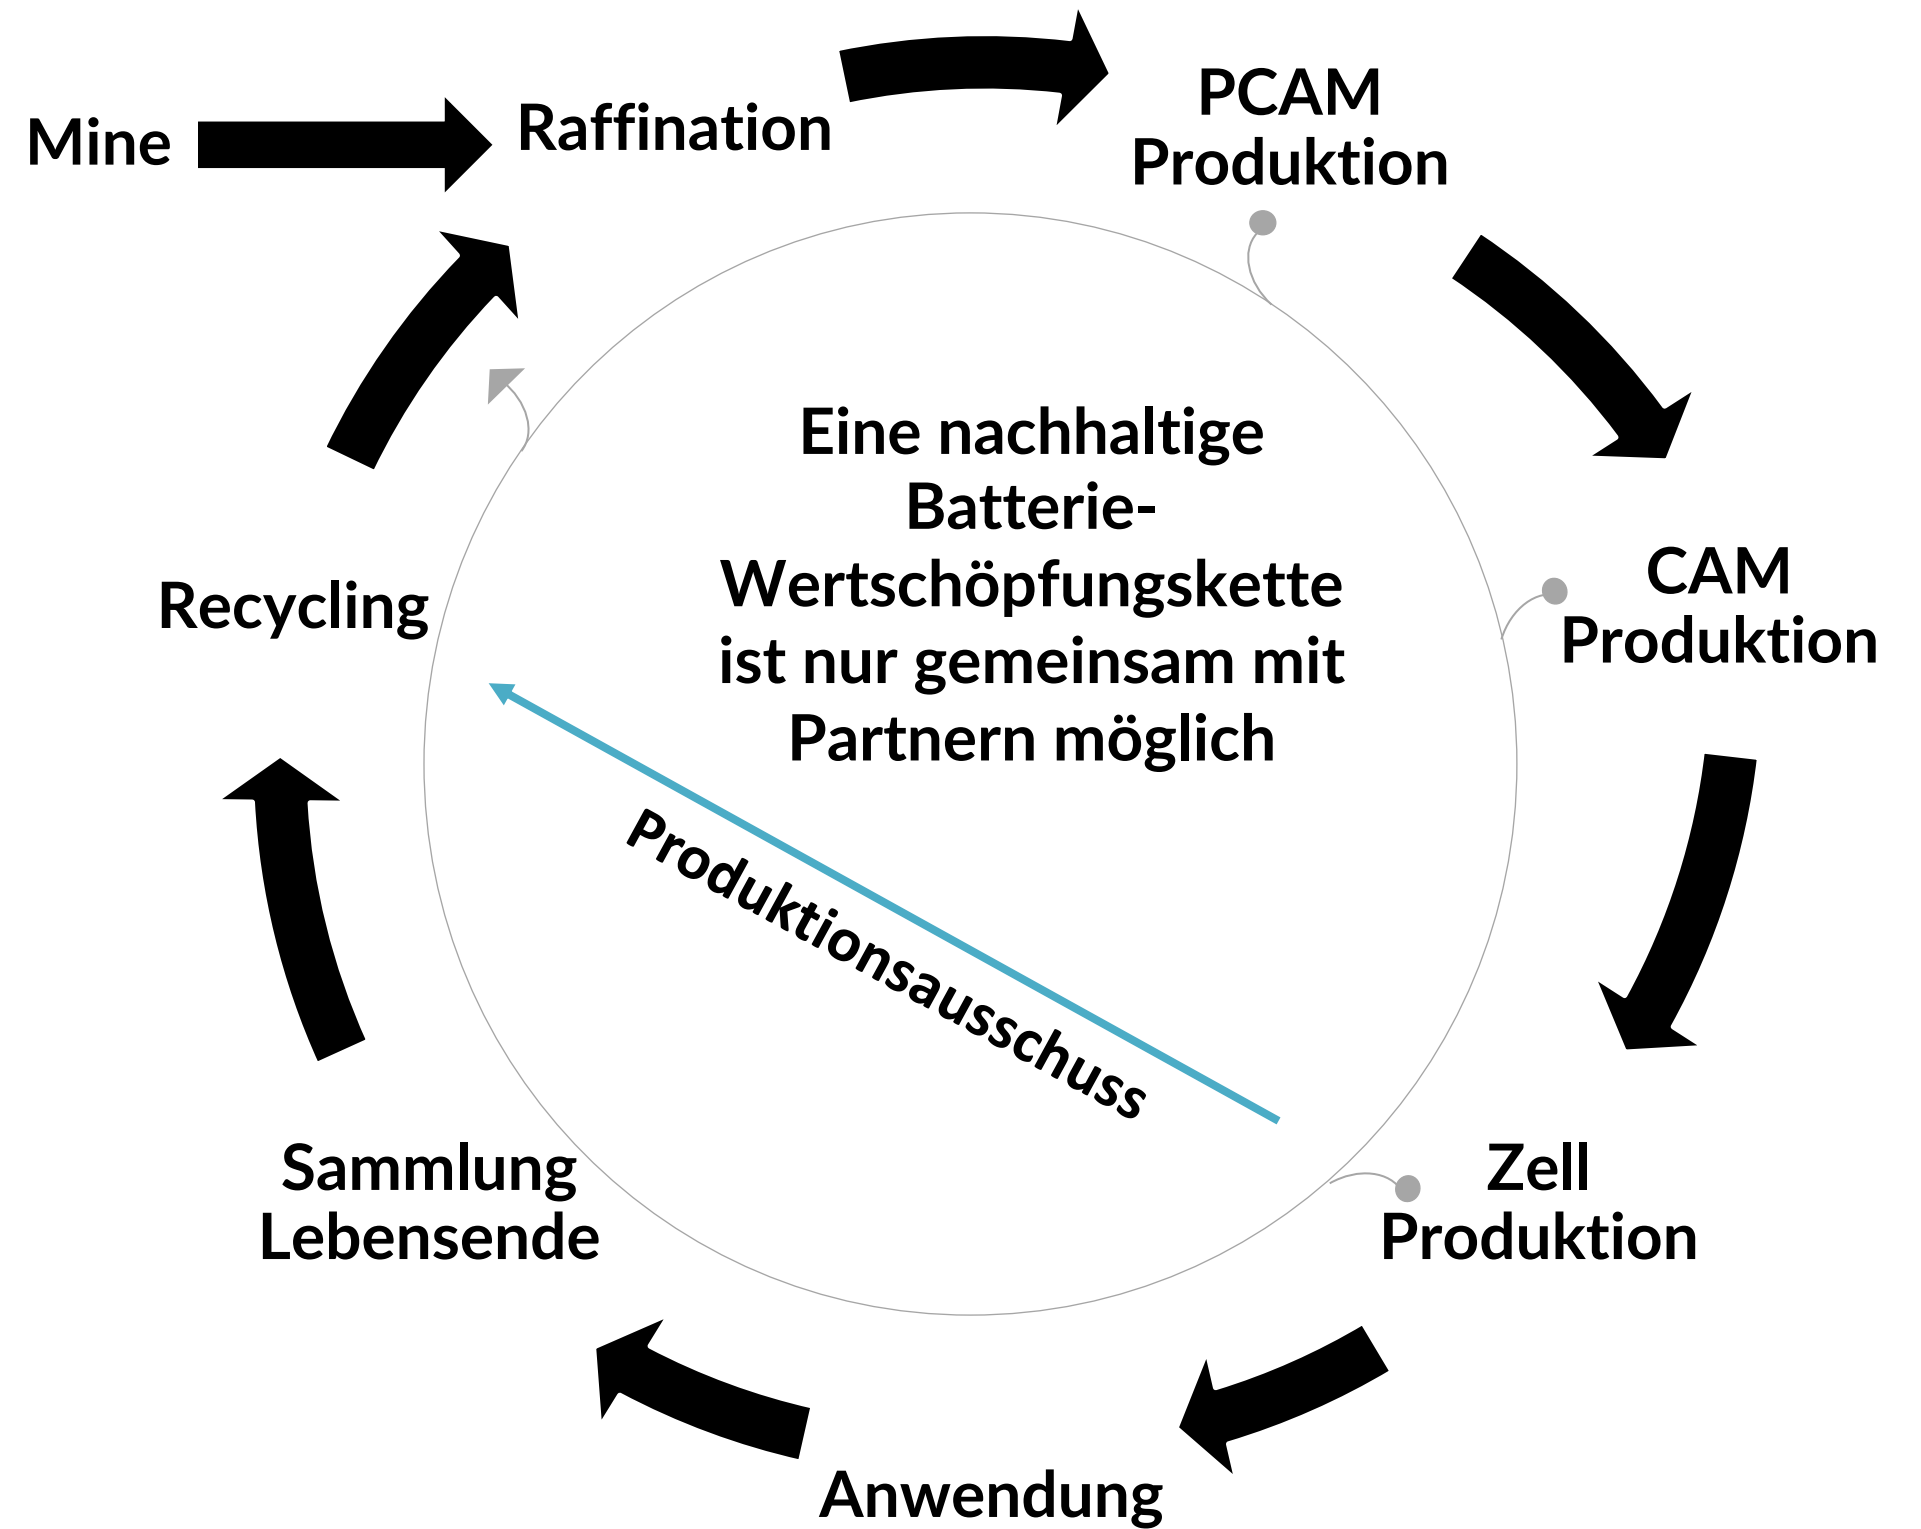 Mine
Raffination
PCAM
Produktion
CAM
Produktion
Zell
Produktion
Anwendung
Sammlung
Lebensende
Recycling
Eine nachhaltige
Batterie-
Wertschöpfungskette
ist nur gemeinsam mit
Partnern möglich
Produktionsausschuss